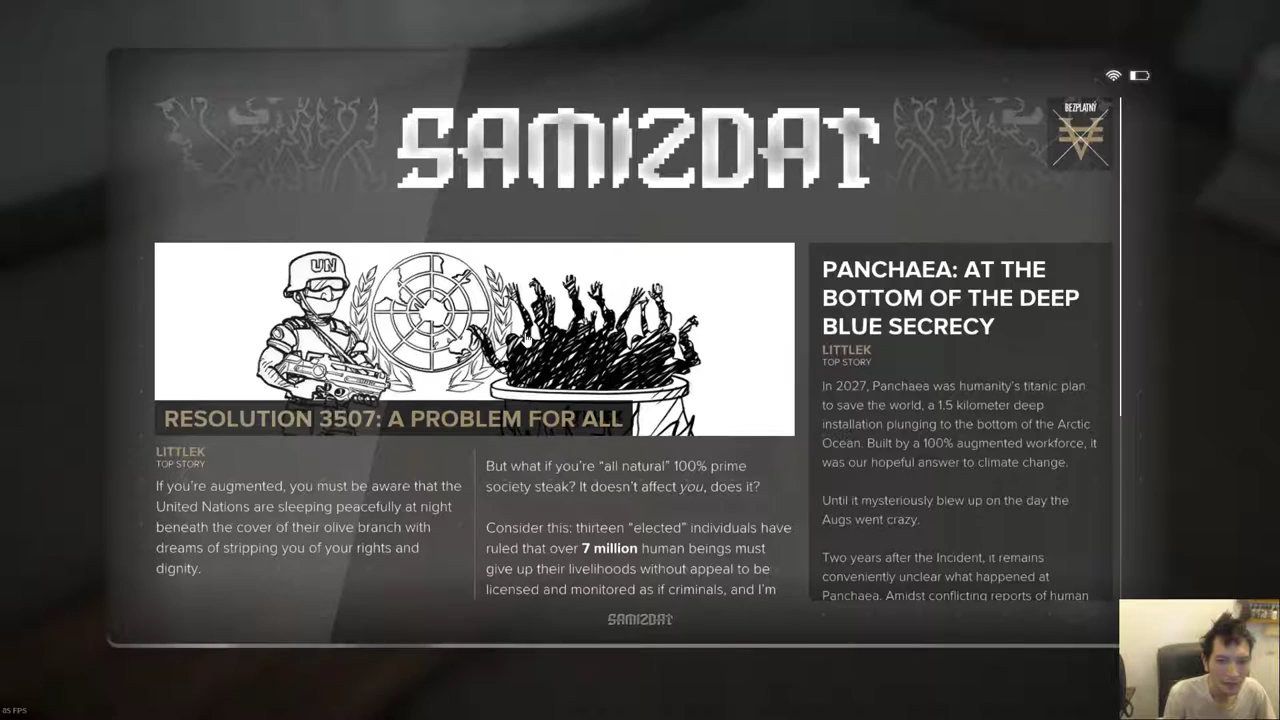 BEZPLATNÝ
SAMIZDAT
UN
RESOLUTION 3507: A PROBLEM FOR ALL
LITTLEK
TOP STORY
If you're augmented, you must be aware that the
United Nations are sleeping peacefully at night
beneath the cover of their olive branch with
dreams of stripping you of your rights and
dignity.
But what if you're "all natural" 100% prime
society steak? It doesn't affect you, does it?
Consider this: thirteen "elected" individuals have
ruled that over 7 million human beings must
give up their livelihoods without appeal to be
licensed and monitored as if criminals, and I'm
PANCHAEA: AT THE
BOTTOM OF THE DEEP
BLUE SECRECY
LITTLEK
TOP STORY
In 2027, Panchaea was humanity's titanic plan
to save the world, a 1.5 kilometer deep
installation plunging to the bottom of the Arctic
Ocean. Built by a 100% augmented workforce, it
was our hopeful answer to climate change.
Until it mysteriously blew up on the day the
Augs went crazy.
Two years after the Incident, it remains
conveniently unclear what happened at
Panchaea. Amidst conflicting reports of human
SAMIZDAT
85 FPS